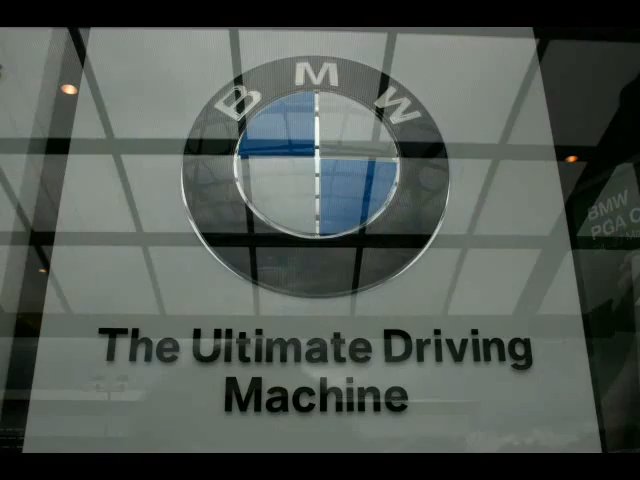 BMW
The Ultimate Driving
Machine
BMW
PGA C